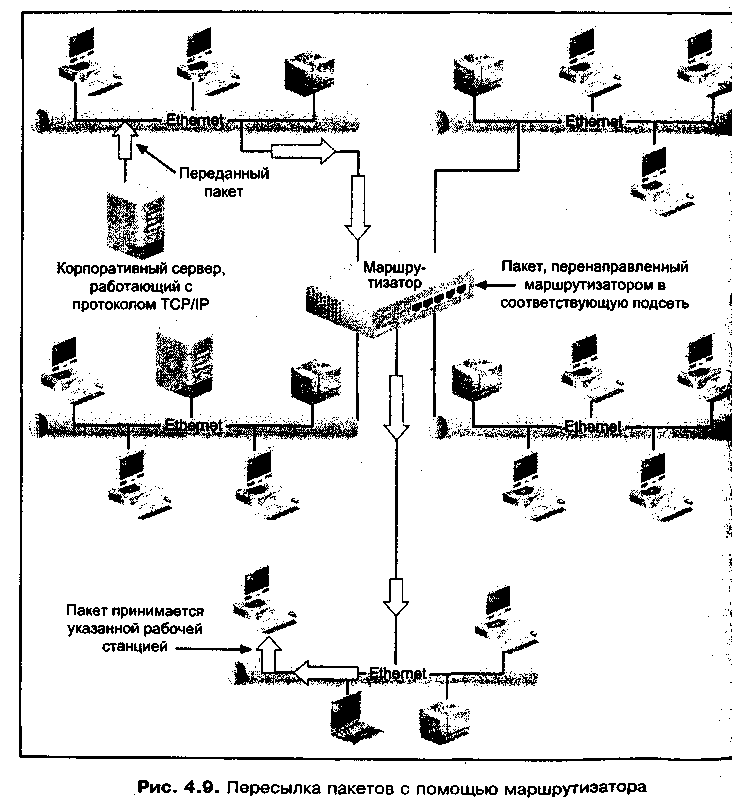 Ethernet
Ethernet
Переданный
пакет
Корпоративный сервер,
работающий с
протоколом TCP/IP
Маршру-
тизатор
Пакет, перенаправленный
маршрутизатором в
соответствующую подсеть
Ethernet
Ethernet
Пакет принимается
указанной рабочей
станцией
Ethernet
Рис. 4.9. Пересылка пакетов с помощью маршрутизатора